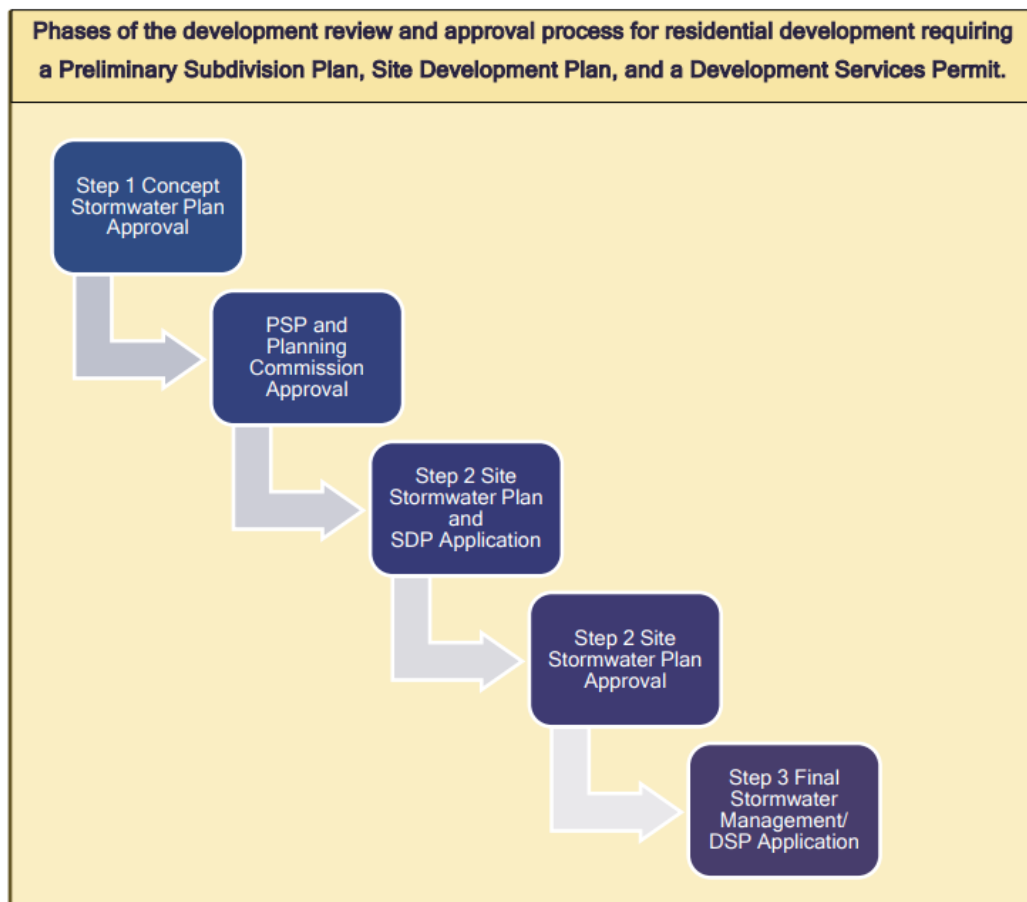 Phases of the development review and approval process for residential development requiring
a Preliminary Subdivision Plan, Site Development Plan, and a Development Services Permit.
Step 1 Concept
Stormwater Plan
Approval
PSP and
Planning
Commission
Approval
Step 2 Site
Stormwater Plan
and
SDP Application
Step 2 Site
Stormwater Plan
Approval
Step 3 Final
Stormwater
Management/
DSP Application